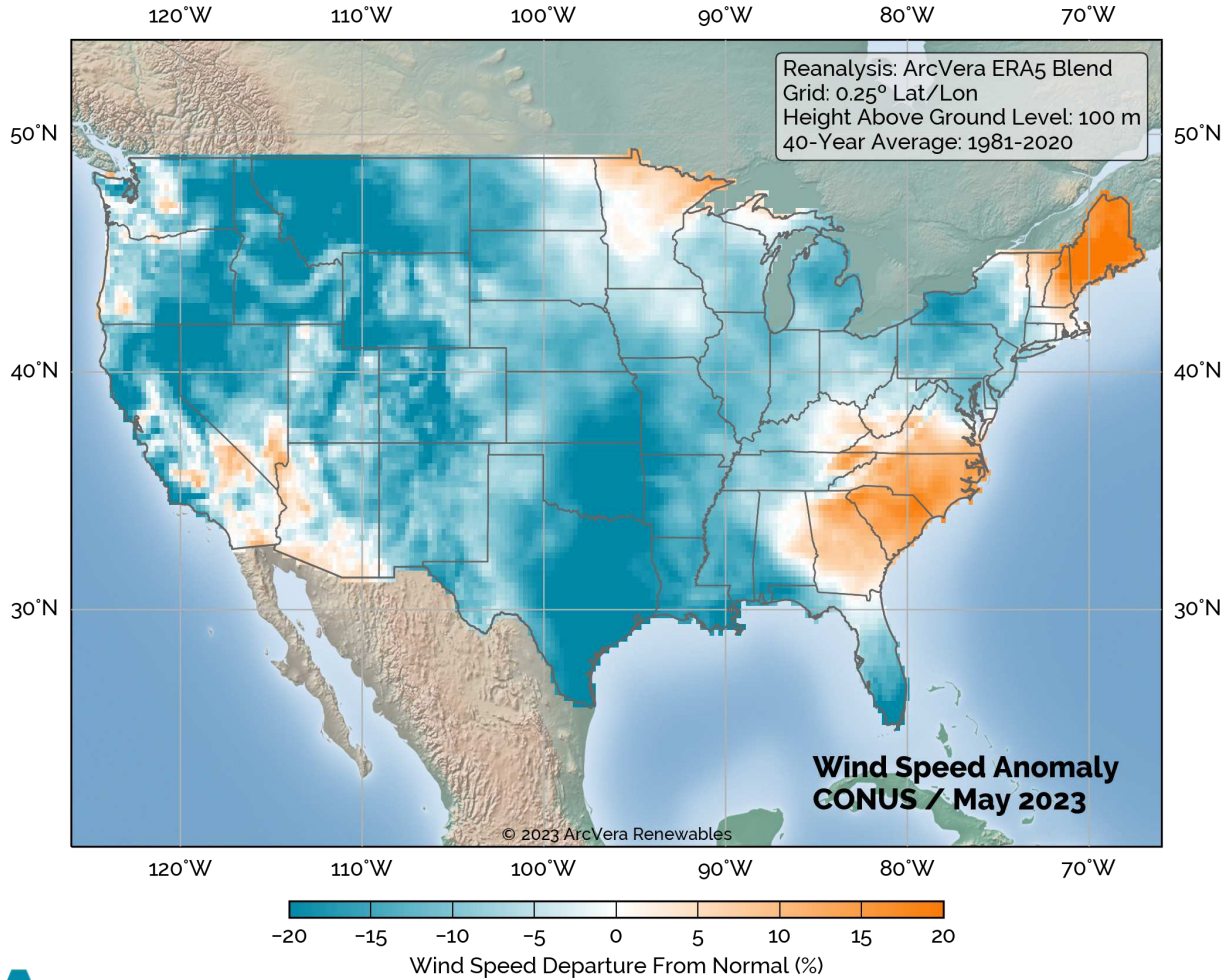 120°W 110°W 100°W 90°W 80°W 70°W
Reanalysis: ArcVera ERA5 Blend
Grid: 0.25º Lat/Lon
Height Above Ground Level: 100 m
40-Year Average: 1981-2020
50°N 50°N
40°N 40°N
30°N 30°N
Wind Speed Anomaly
CONUS / May 2023
© 2023 ArcVera Renewables
120°W 110°W 100°W 90°W 80°W 70°W
−20 −15 −10 −5 0 5 10 15 20
Wind Speed Departure From Normal (%)